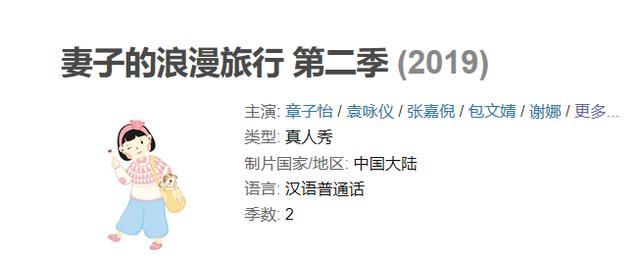 妻子的浪漫旅行 第二季 (2019)
主演: 章子怡 / 袁咏仪 / 张嘉倪 / 包文婧 / 谢娜 / 更多...
类型: 真人秀
制片国家/地区: 中国大陆
语言: 汉语普通话
季数: 2